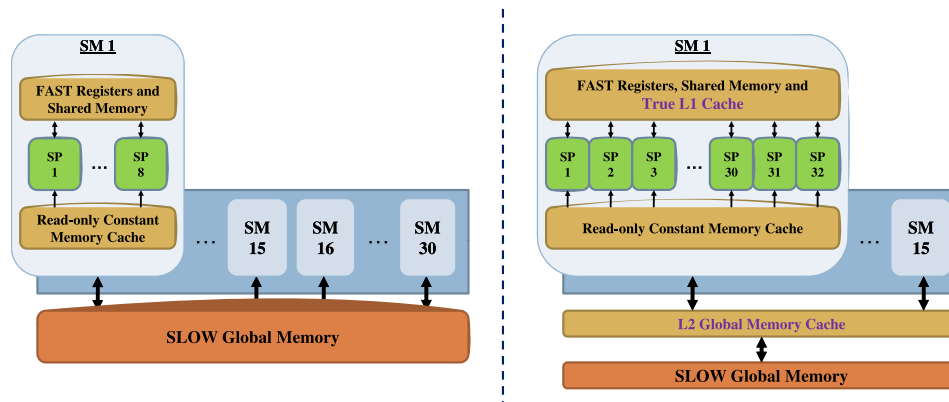 SM 1
FAST Registers and
Shared Memory
SP
1
...
SP
8
Read-only Constant
Memory Cache
...
SM
15
SM
16
...
SM
30
SLOW Global Memory
SM 1
FAST Registers, Shared Memory and
True L1 Cache
SP
1
SP
2
SP
3
...
SP
30
SP
31
SP
32
Read-only Constant Memory Cache
...
SM
15
L2 Global Memory Cache
SLOW Global Memory